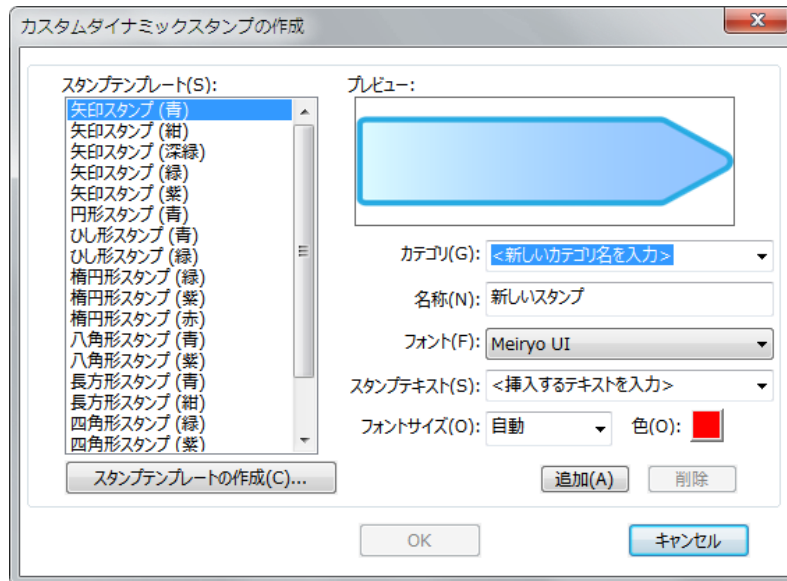 カスタムダイナミックスタンプの作成
スタンプテンプレート(S):
矢印スタンプ (青)
矢印スタンプ (紺)
矢印スタンプ (深緑)
矢印スタンプ (緑)
矢印スタンプ (紫)
円形スタンプ (青)
ひし形スタンプ (青)
ひし形スタンプ (緑)
楕円形スタンプ (緑)
楕円形スタンプ (紫)
楕円形スタンプ (赤)
八角形スタンプ (青)
八角形スタンプ (紫)
長方形スタンプ (青)
長方形スタンプ (紺)
四角形スタンプ (緑)
四角形スタンプ (紫)
スタンプテンプレートの作成(C)...
プレビュー:
カテゴリ(G): <新しいカテゴリ名を入力>
名称(N): 新しいスタンプ
フォント(F): Meiryo UI
スタンプテキスト(S): <挿入するテキストを入力>
フォントサイズ(O): 自動 色(O):
追加(A) 削除
OK キャンセル